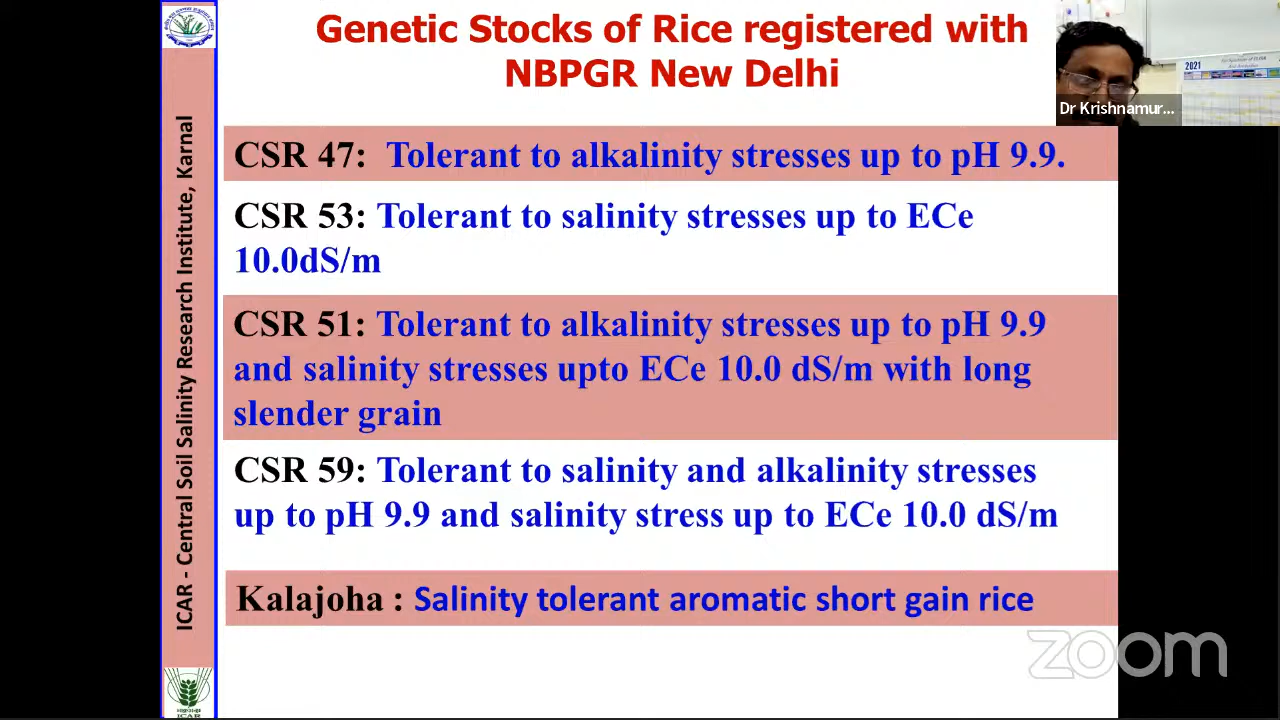 Genetic Stocks of Rice registered with
NBPGR New Delhi
2021
Dr Krishnamur...
ICAR - Central Soil Salinity Research Institute, Karnal
CSR 47: Tolerant to alkalinity stresses up to pH 9.9.
CSR 53: Tolerant to salinity stresses up to ECe
10.0dS/m
CSR 51: Tolerant to alkalinity stresses up to pH 9.9
and salinity stresses upto ECe 10.0 dS/m with long
slender grain
CSR 59: Tolerant to salinity and alkalinity stresses
up to pH 9.9 and salinity stress up to ECe 10.0 dS/m
Kalajoha : Salinity tolerant aromatic short gain rice
zoom
ICAR